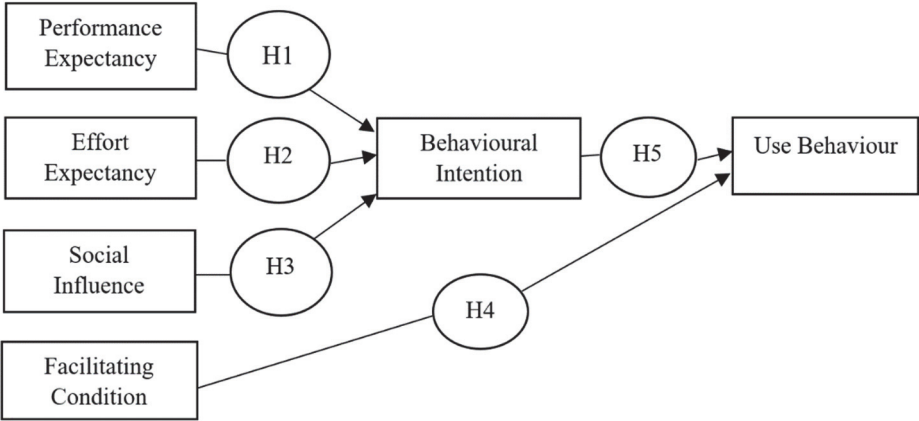 Performance
Expectancy
H1
Effort
Expectancy
H2
Behavioural
Intention
H5
Use Behaviour
Social
Influence
H3
H4
Facilitating
Condition